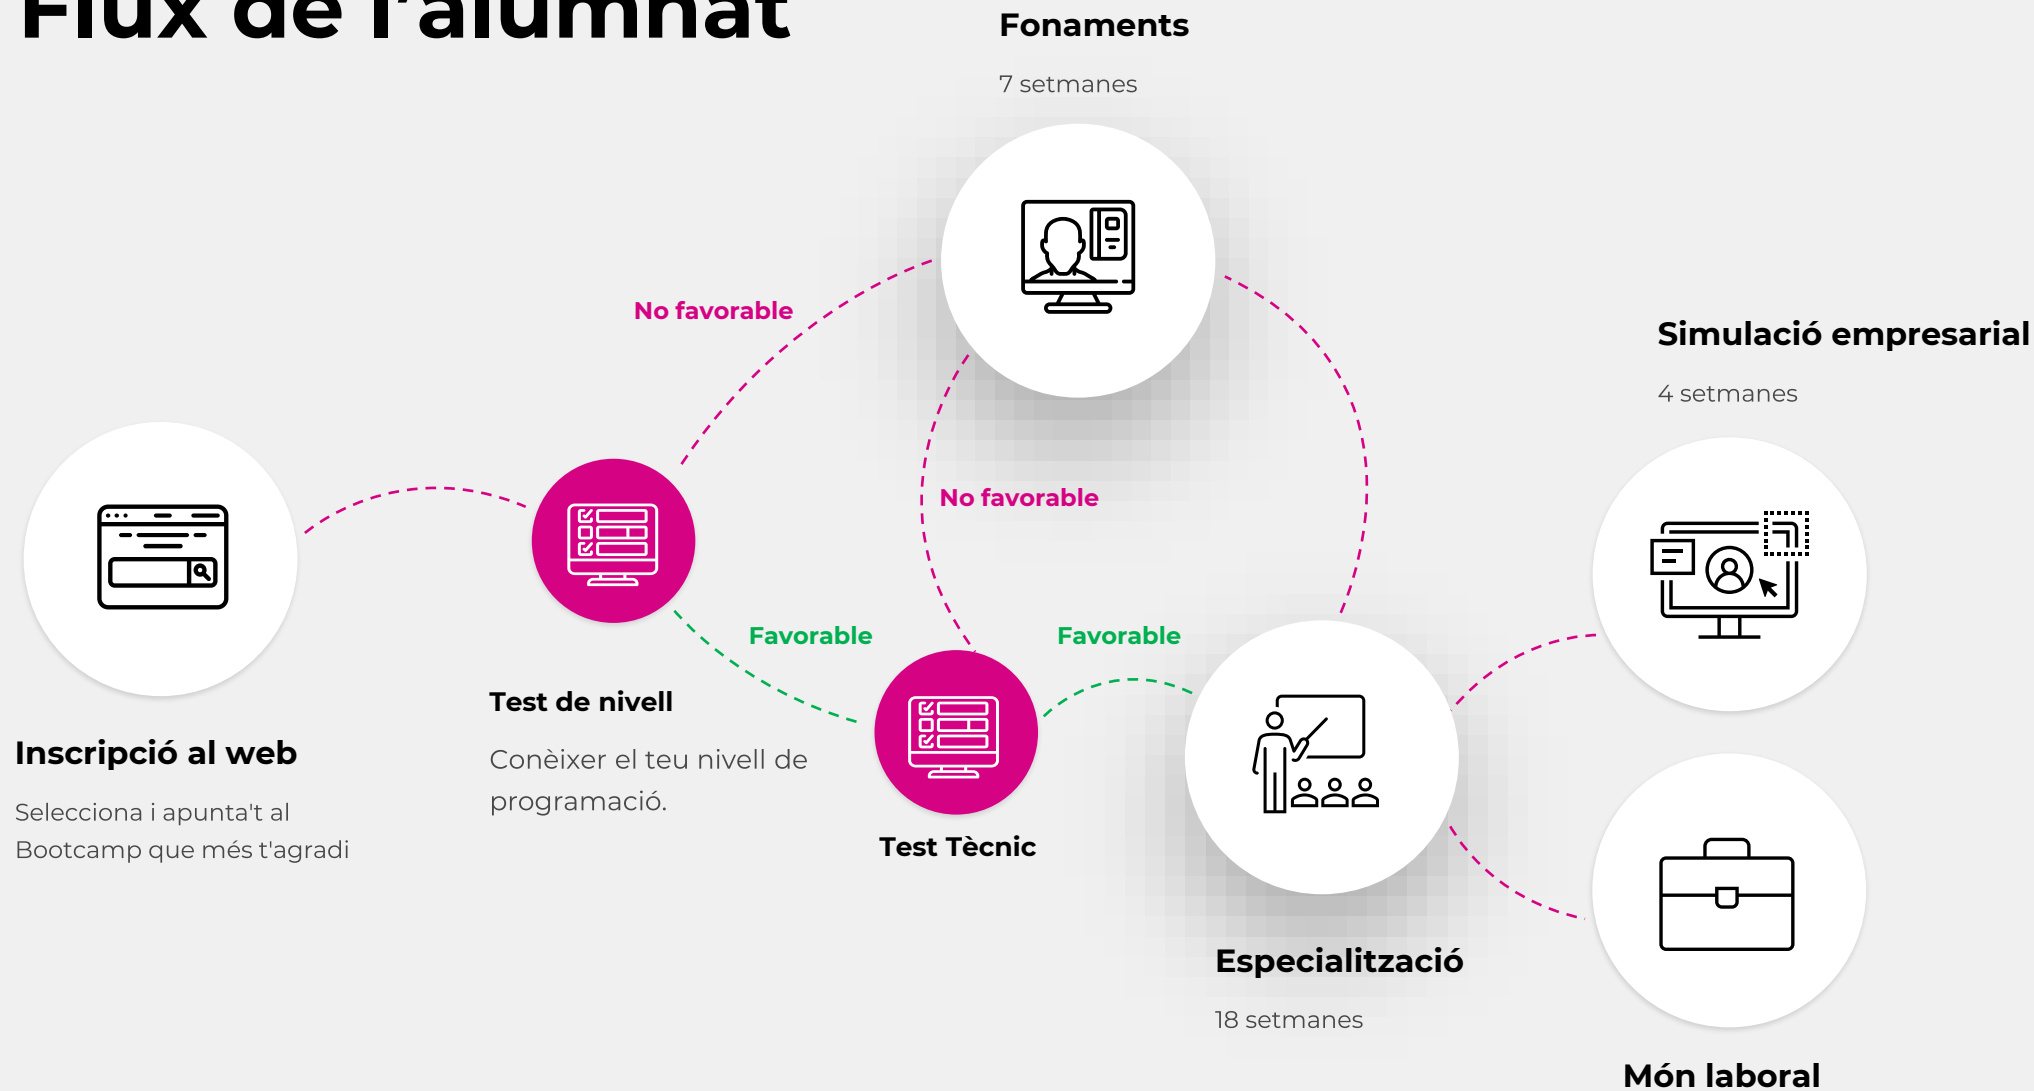 Flux de l'alumnat
Fonaments
7 setmanes
No favorable
Simulació empresarial
4 setmanes
No favorable
Favorable
Favorable
Test de nivell
Conèixer el teu nivell de
programació.
Inscripció al web
Selecciona i apunta't al
Bootcamp que més t'agradi
Test Tècnic
Especialització
18 setmanes
Món laboral